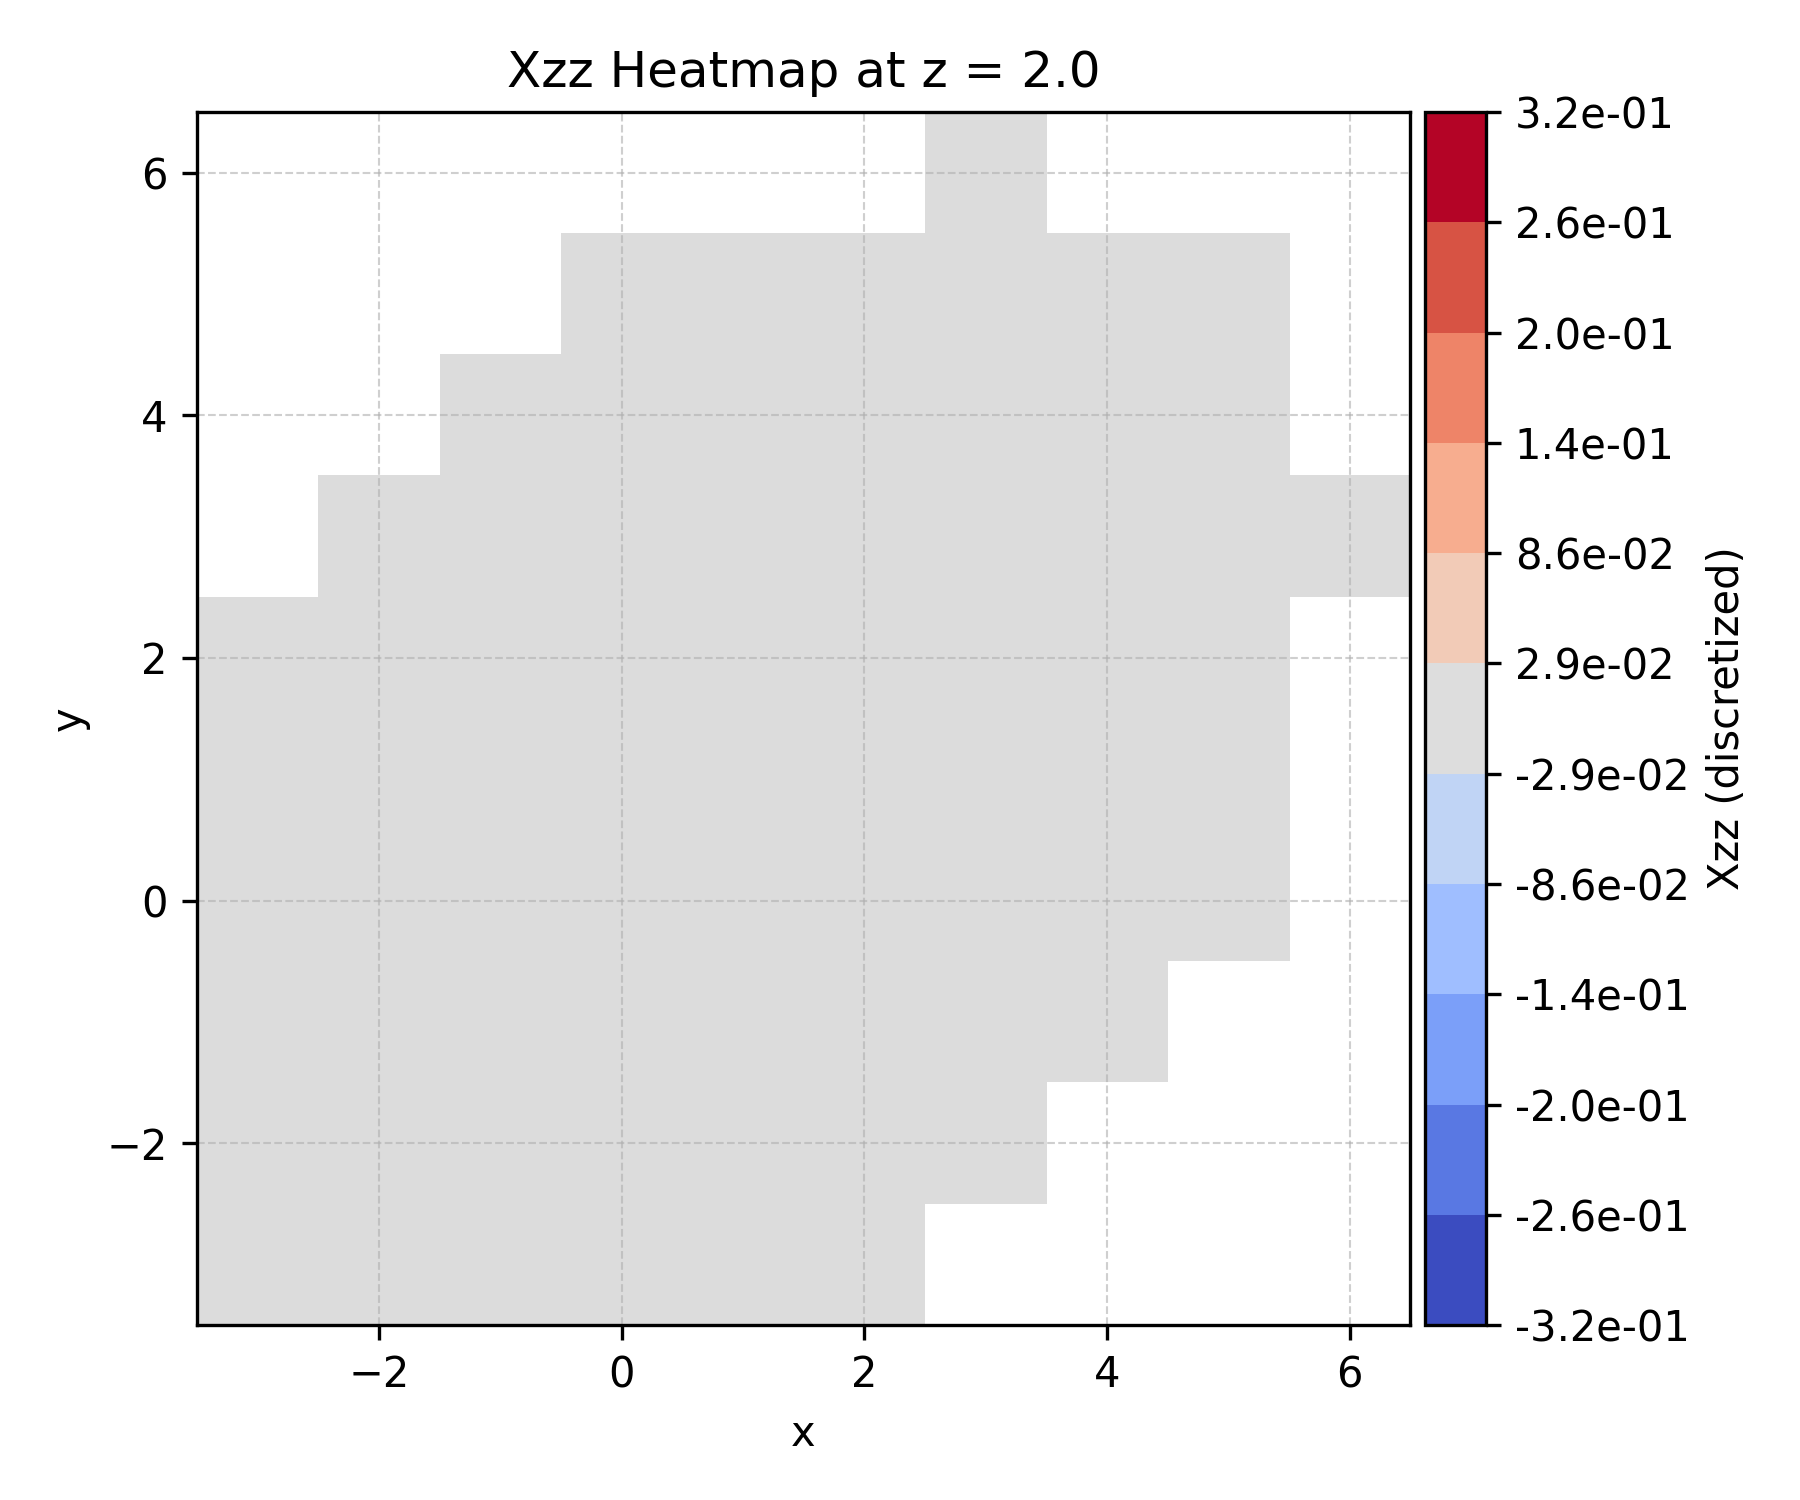 Xzz Heatmap at z = 2.0
6
4
2
0
−2
y
−2
0
2
4
6
x
3.2e-01
2.6e-01
2.0e-01
1.4e-01
8.6e-02
2.9e-02
-2.9e-02
-8.6e-02
-1.4e-01
-2.0e-01
-2.6e-01
-3.2e-01
Xzz (discretized)